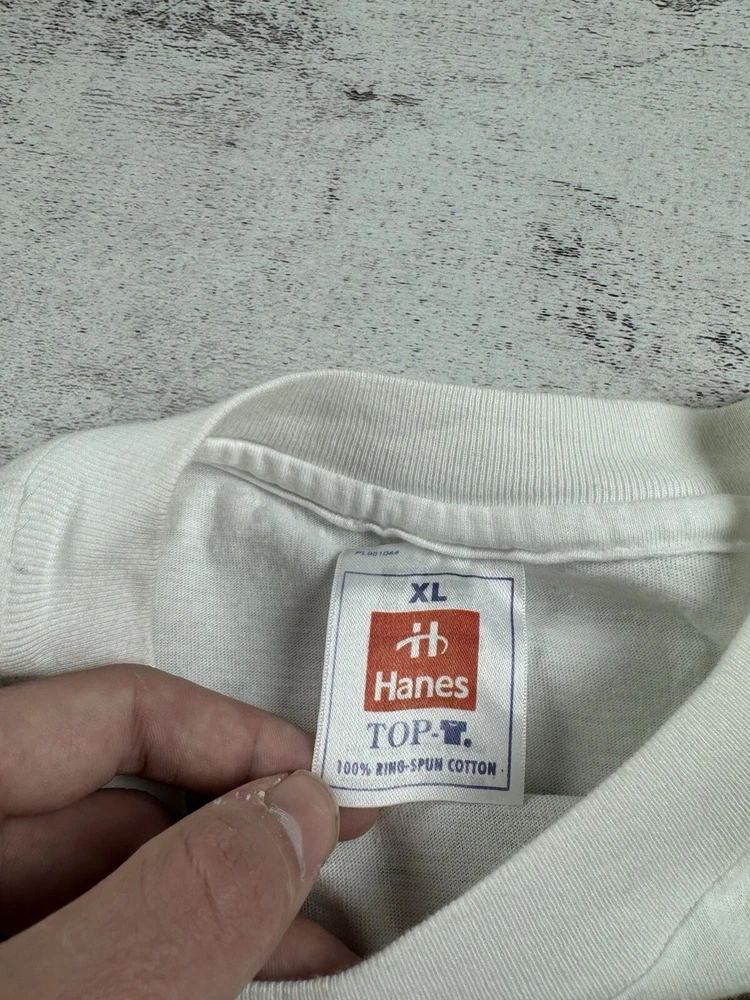 XL
Hanes
TOP-
100% RING-SPUN COTTON